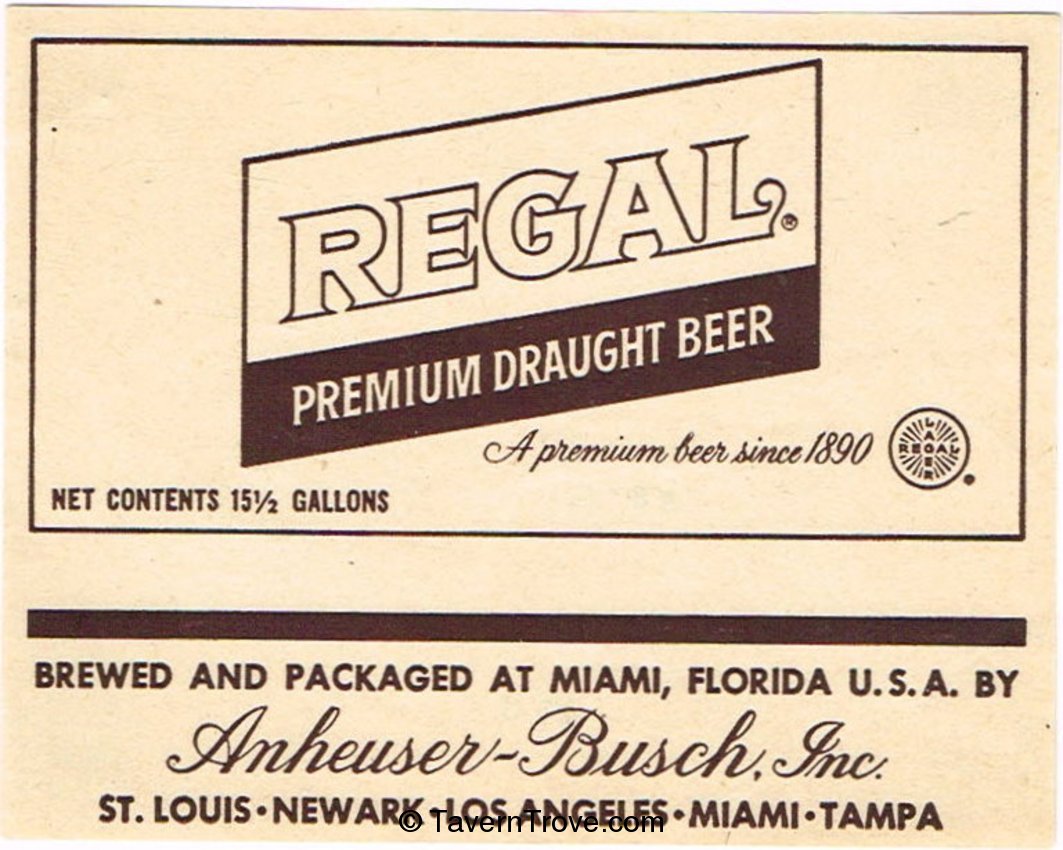 REGAL®
PREMIUM DRAUGHT BEER
A premium beer since 1890
LAGER
REGAL
NET CONTENTS 15½ GALLONS
BREWED AND PACKAGED AT MIAMI, FLORIDA U.S.A. BY
Anheuser-Busch, Inc.
ST. LOUIS • NEWARK • LOS ANGELES • MIAMI • TAMPA
© TavernTrove.com